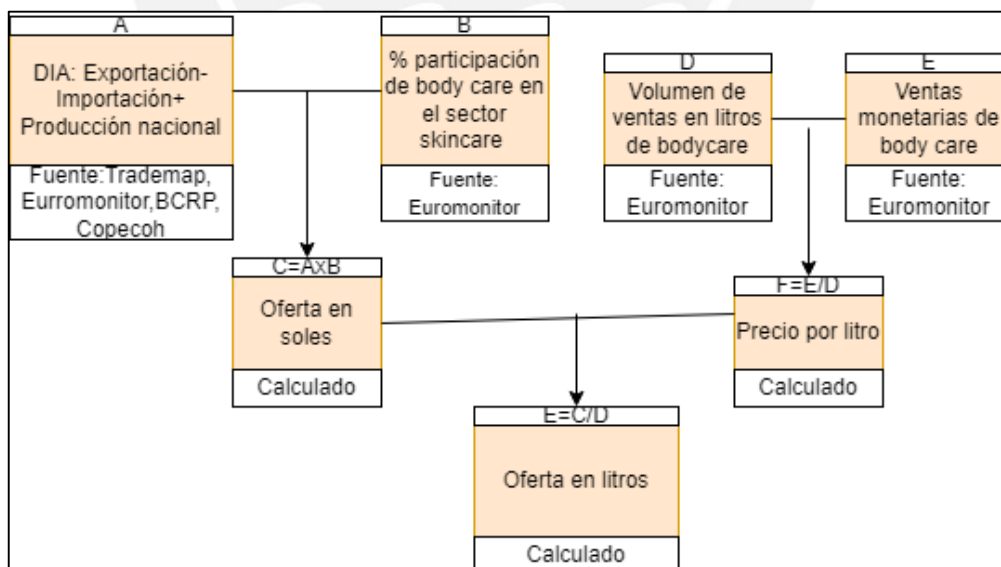 A
DIA: Exportación-
Importación+
Producción nacional
Fuente:Trademap,
Eurromonitor,BCRP,
Copecoh
B
% participación
de body care en
el sector
skincare
Fuente:
Euromonitor
D
Volumen de
ventas en litros
de bodycare
Fuente:
Euromonitor
E
Ventas
monetarias de
body care
Fuente:
Euromonitor
C=AxB
Oferta en
soles
Calculado
F=E/D
Precio por litro
Calculado
E=C/D
Oferta en litros
Calculado